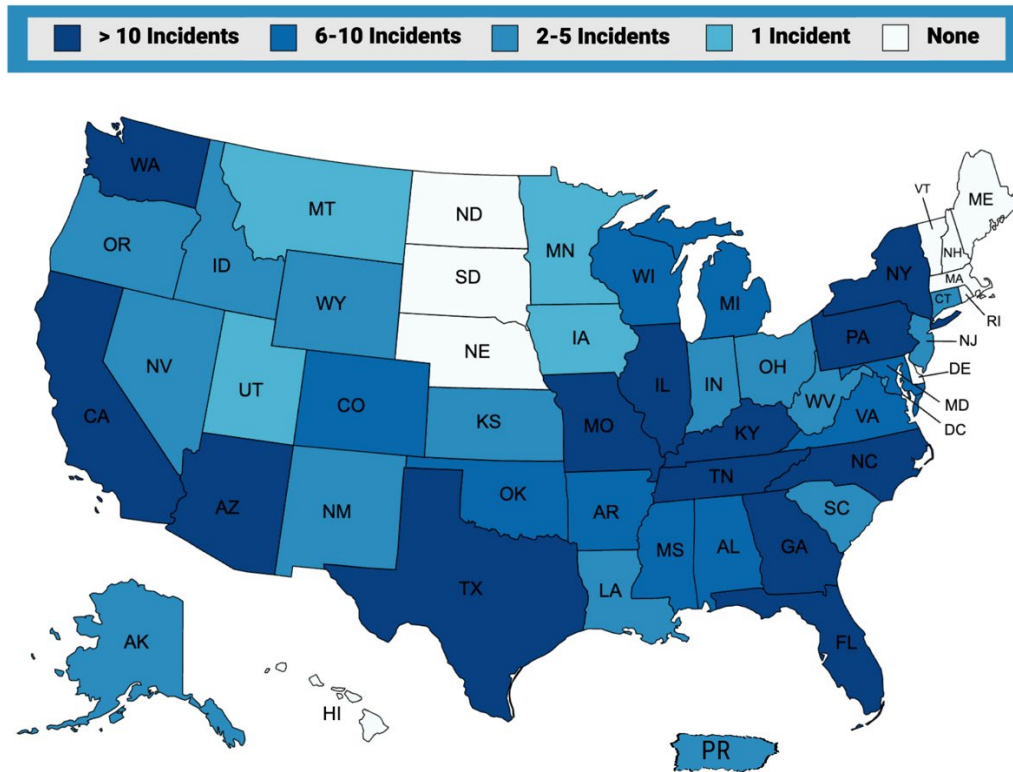 > 10 Incidents 6-10 Incidents 2-5 Incidents 1 Incident None
WA
MT
ND
MN
VT
ME
OR
ID
SD
WI
MI
NY
NH
MA
CT
RI
WY
NE
IA
PA
NJ
NV
UT
CO
IL
IN
OH
DE
MD
DC
CA
KS
MO
KY
WV
VA
AZ
NM
OK
AR
TN
NC
SC
TX
LA
MS
AL
GA
FL
AK
HI
PR